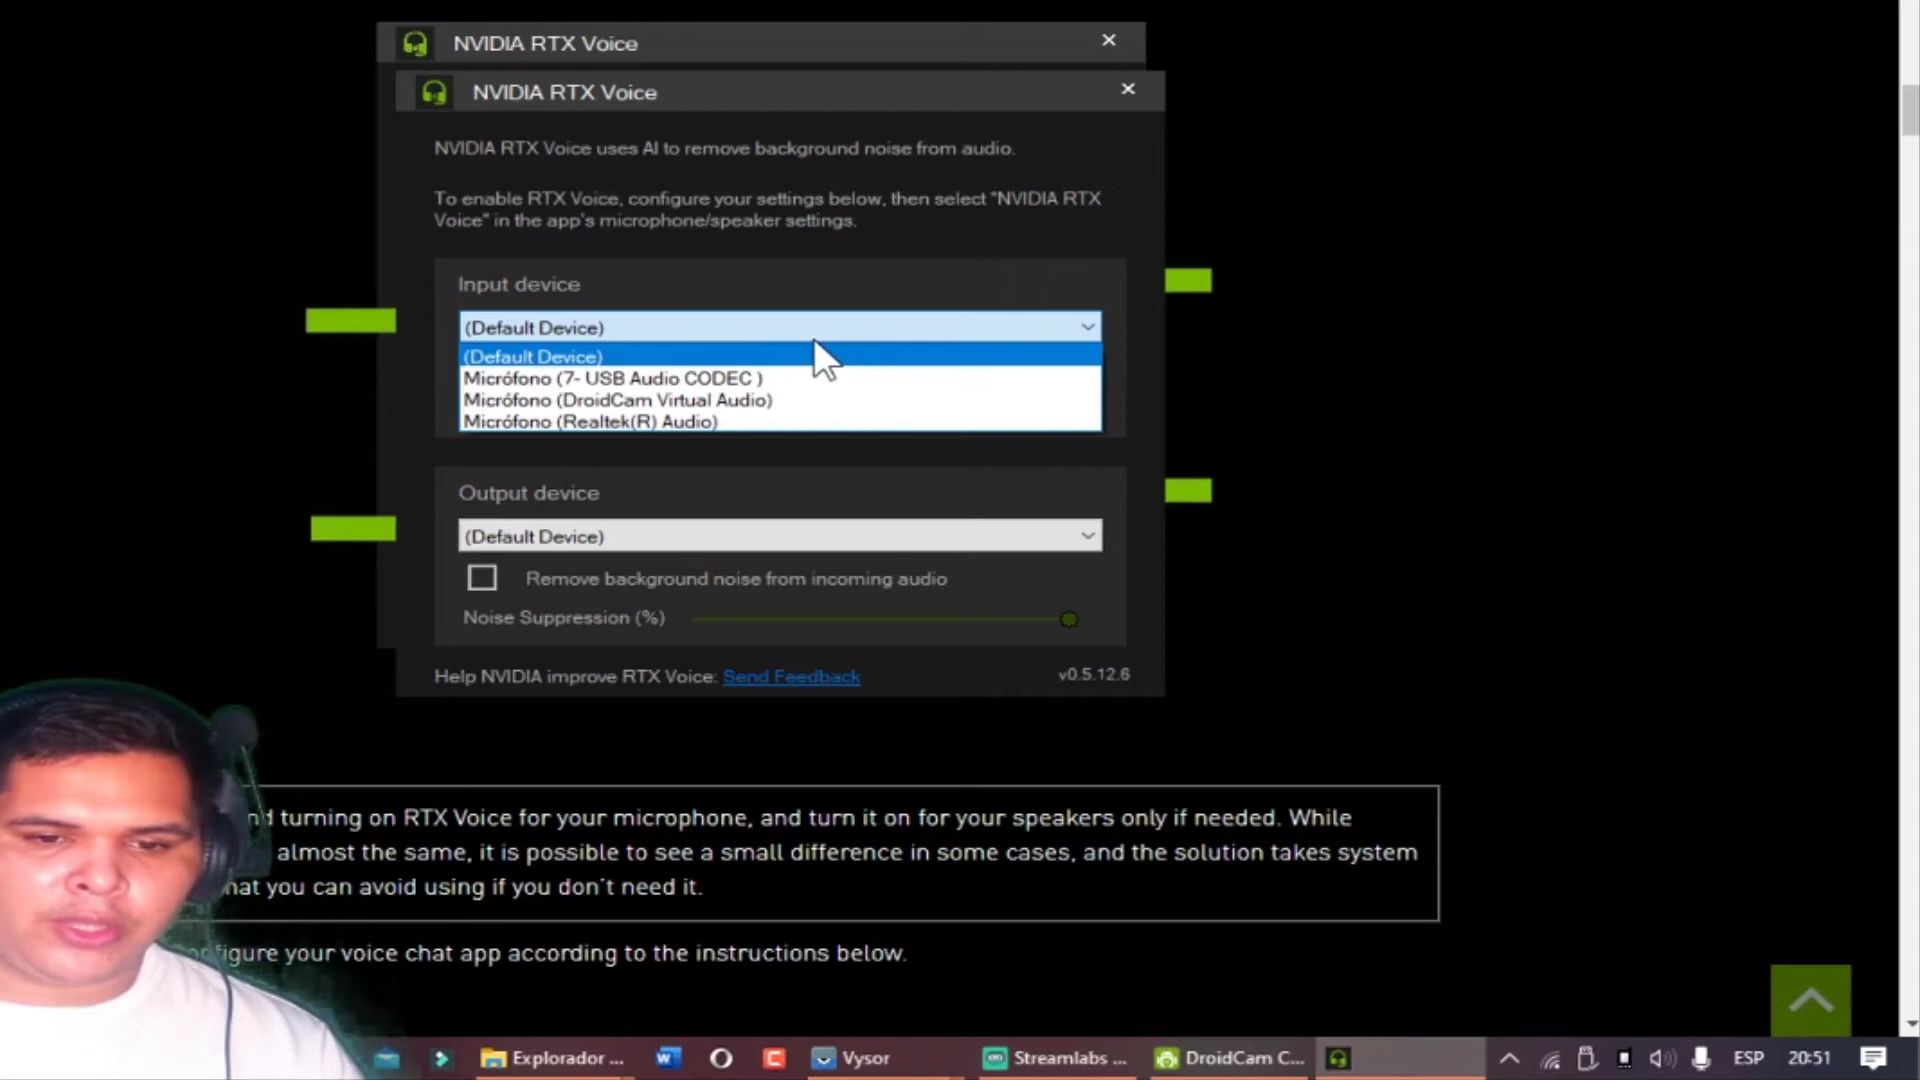 NVIDIA RTX Voice
NVIDIA RTX Voice
NVIDIA RTX Voice uses AI to remove background noise from audio.
To enable RTX Voice, configure your settings below, then select "NVIDIA RTX
Voice" in the app's microphone/speaker settings.
Input device
(Default Device)
(Default Device)
Micrófono (7- USB Audio CODEC )
Micrófono (DroidCam Virtual Audio)
Micrófono (Realtek(R) Audio)
Output device
(Default Device)
Remove background noise from incoming audio
Noise Suppression (%)
Help NVIDIA improve RTX Voice: Send Feedback
v0.5.12.6
turning on RTX Voice for your microphone, and turn it on for your speakers only if needed. While
almost the same, it is possible to see a small difference in some cases, and the solution takes system
you can avoid using if you don't need it.
your voice chat app according to the instructions below.
Explorador ...
Vysor
Streamlabs ...
DroidCam C...
ESP
20:51